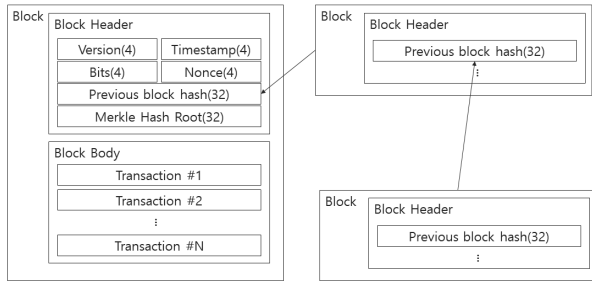 Block
Block Header
Version(4) Timestamp(4)
Bits(4) Nonce(4)
Previous block hash(32)
Merkle Hash Root(32)
Block Body
Transaction #1
Transaction #2
⋮
Transaction #N
Block
Block Header
Previous block hash(32)
⋮
Block
Block Header
Previous block hash(32)
⋮